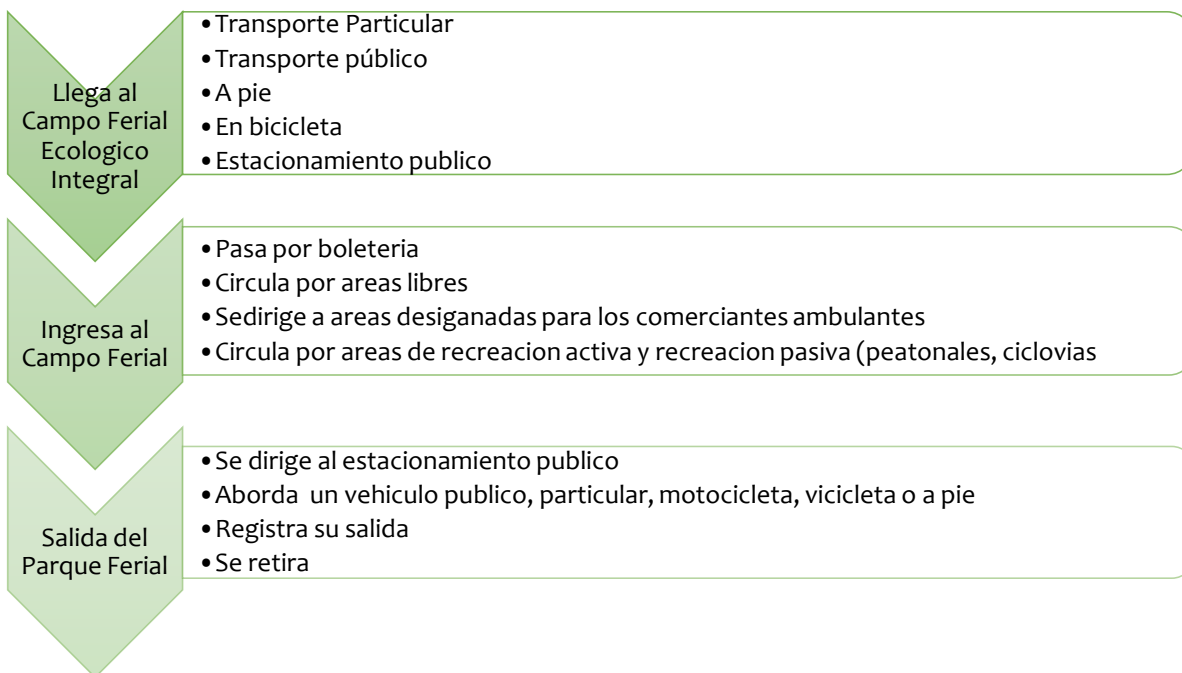 Llega al
Campo Ferial
Ecologico
Integral
•Transporte Particular
•Transporte público
•A pie
•En bicicleta
•Estacionamiento publico
Ingresa al
Campo Ferial
•Pasa por boleteria
•Circula por areas libres
•Sedirige a areas desiganadas para los comerciantes ambulantes
•Circula por areas de recreacion activa y recreacion pasiva (peatonales, ciclovias
Salida del
Parque Ferial
•Se dirige al estacionamiento publico
•Aborda un vehiculo publico, particular, motocicleta, vicicleta o a pie
•Registra su salida
•Se retira